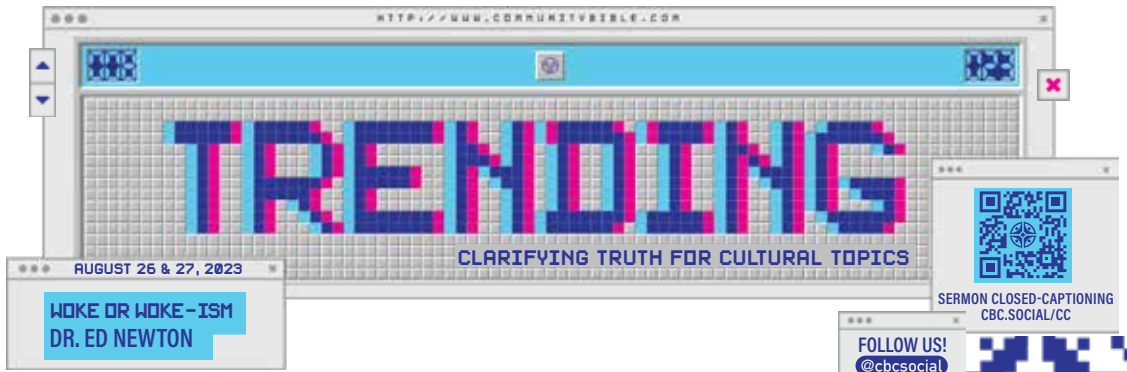 HTTP://WWW.COMMUNITYBIBLE.COM
TRENDING
CLARIFYING TRUTH FOR CULTURAL TOPICS
AUGUST 26 & 27, 2023
WOKE OR WOKE-ISM
DR. ED NEWTON
SERMON CLOSED-CAPTIONING
CBC.SOCIAL/CC
FOLLOW US!
@cbcsocial